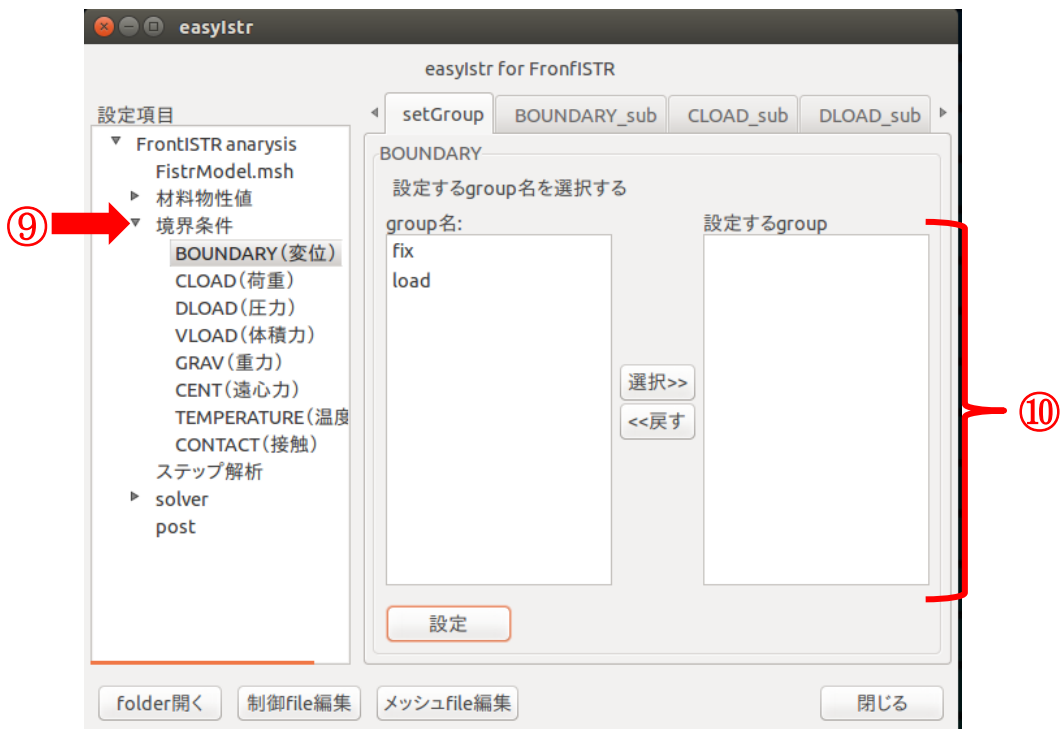 easyIstr
easyIstr for FronfISTR
設定項目
FrontISTR anarysis
FistrModel.msh
材料物性値
⑨
境界条件
BOUNDARY(変位)
CLOAD(荷重)
DLOAD(圧力)
VLOAD(体積力)
GRAV(重力)
CENT(遠心力)
TEMPERATURE(温度
CONTACT(接触)
ステップ解析
solver
post
setGroup
BOUNDARY_sub
CLOAD_sub
DLOAD_sub
BOUNDARY
設定するgroup名を選択する
group名:
fix
load
選択>>
<<戻す
設定するgroup
⑩
設定
folder開く
制御file編集
メッシュfile編集
閉じる